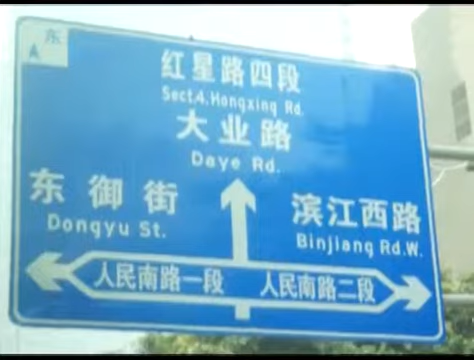 东
A
红星路四段
Sect.4.Hongxing Rd.
大业路
Daye Rd.
东御街
Dongyu St.
滨江西路
Binjiang Rd.W.
人民南路一段 人民南路二段